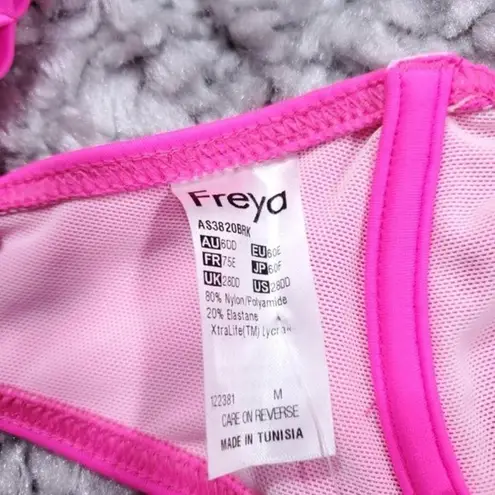 Freya
AS3820BRK
AU 60D EU 60E
FR 75E JP 60F
UK 28DD US 28DD
80% Nylon/Polyamide
20% Elastane
XtraLife(TM) Lycra
122381 M
CARE ON REVERSE
MADE IN TUNISIA